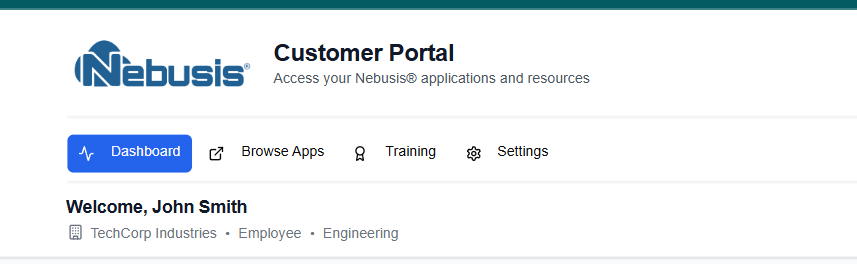 Nebusis®
Customer Portal
Access your Nebusis® applications and resources
Dashboard Browse Apps Training Settings
Welcome, John Smith
TechCorp Industries • Employee • Engineering